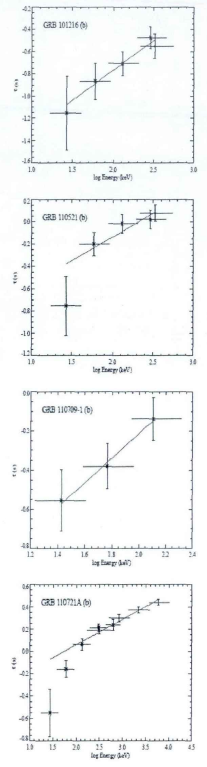 -0.2
-0.4
-0.6
-0.8
-1.0
-1.2
-1.4
-1.6
GRB 101216 (b)
τ (s)
1.0 1.5 2.0 2.5 3.0
log Energy (keV)
0.2
0.0
-0.2
-0.4
-0.6
-0.8
-1.0
-1.2
GRB 110521 (b)
τ (s)
1.0 1.5 2.0 2.5 3.0
log Energy (keV)
0.0
-0.2
-0.4
-0.6
-0.8
GRB 110709-1 (b)
τ (s)
1.2 1.4 1.6 1.8 2.0 2.2 2.4
log Energy (keV)
0.6
0.4
0.2
0.0
-0.2
-0.4
-0.6
-0.8
GRB 110721A (b)
τ (s)
1.0 1.5 2.0 2.5 3.0 3.5 4.0 4.5
log Energy (keV)